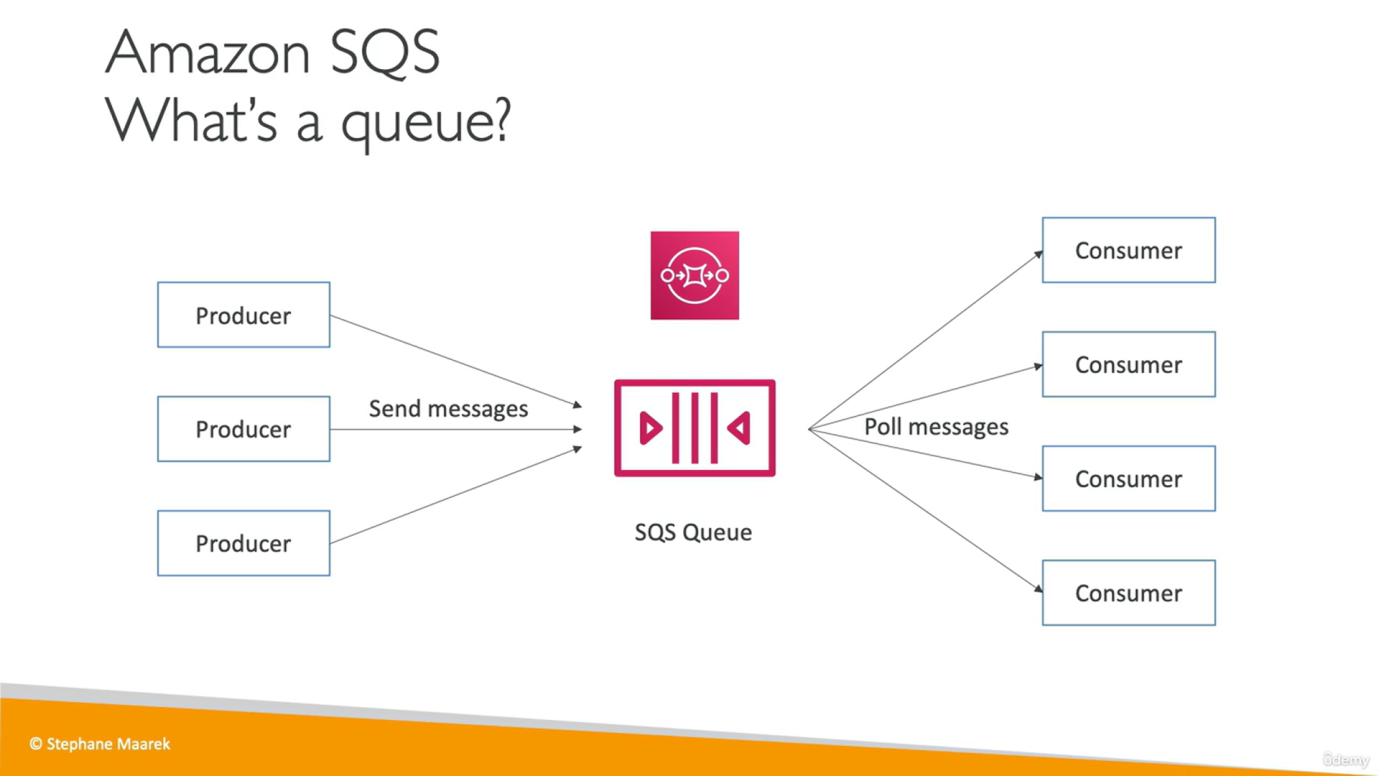 Amazon SQS
What's a queue?
Producer
Producer
Producer
Send messages
SQS Queue
Poll messages
Consumer
Consumer
Consumer
Consumer
© Stephane Maarek
ûdemy